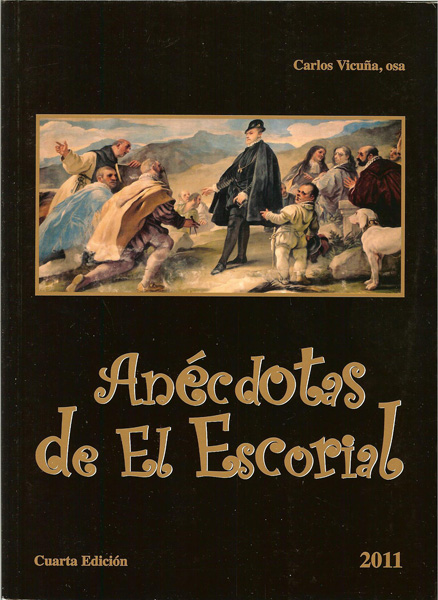 Carlos Vicuña, osa
Anécdotas
de El Escorial
Cuarta Edición
2011